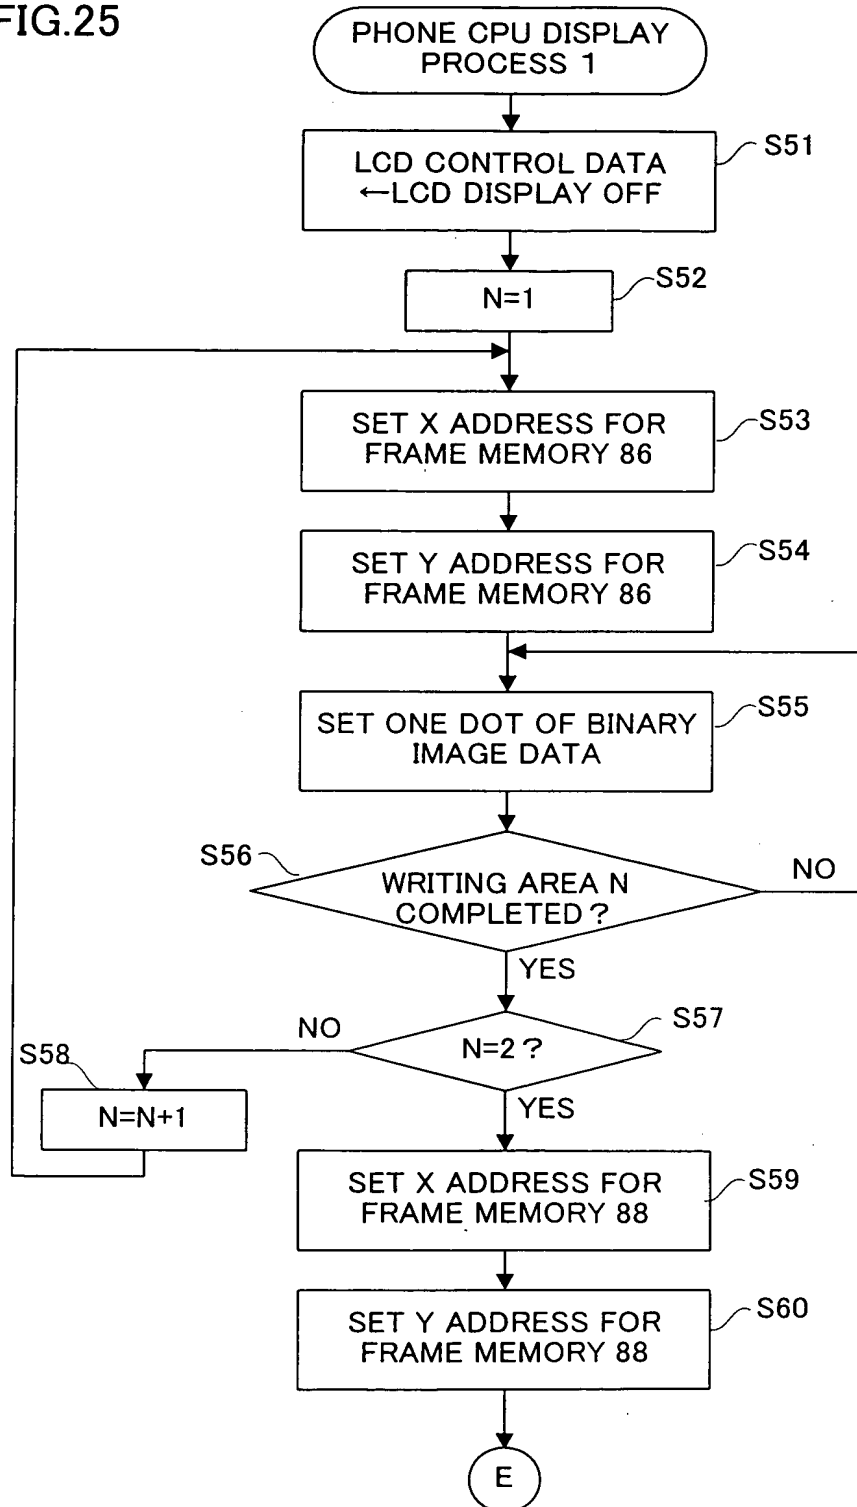 FIG.25
PHONE CPU DISPLAY
PROCESS 1
S51
LCD CONTROL DATA
←LCD DISPLAY OFF
S52
N=1
S53
SET X ADDRESS FOR
FRAME MEMORY 86
S54
SET Y ADDRESS FOR
FRAME MEMORY 86
S55
SET ONE DOT OF BINARY
IMAGE DATA
S56
WRITING AREA N
COMPLETED?
NO
YES
S57
N=2?
NO
YES
S58
N=N+1
S59
SET X ADDRESS FOR
FRAME MEMORY 88
S60
SET Y ADDRESS FOR
FRAME MEMORY 88
E